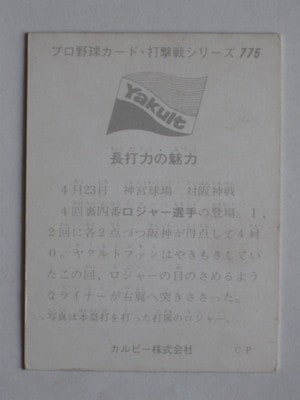 プロ野球カード・打撃戦シリーズ 775
Yakult
長打力の魅力
4月23日 神宮球場 対阪神戦
4回裏四番ロジャー選手の登場。1、
2回に各2点づつ阪神が得点して4対
0。ヤクルトファンはやきもきしてい
たこの回、ロジャーの目のさめるよう
なライナーが右翼へ突きささった。
写真は本塁打を打った打席のロジャー。
カルビー株式会社 C P